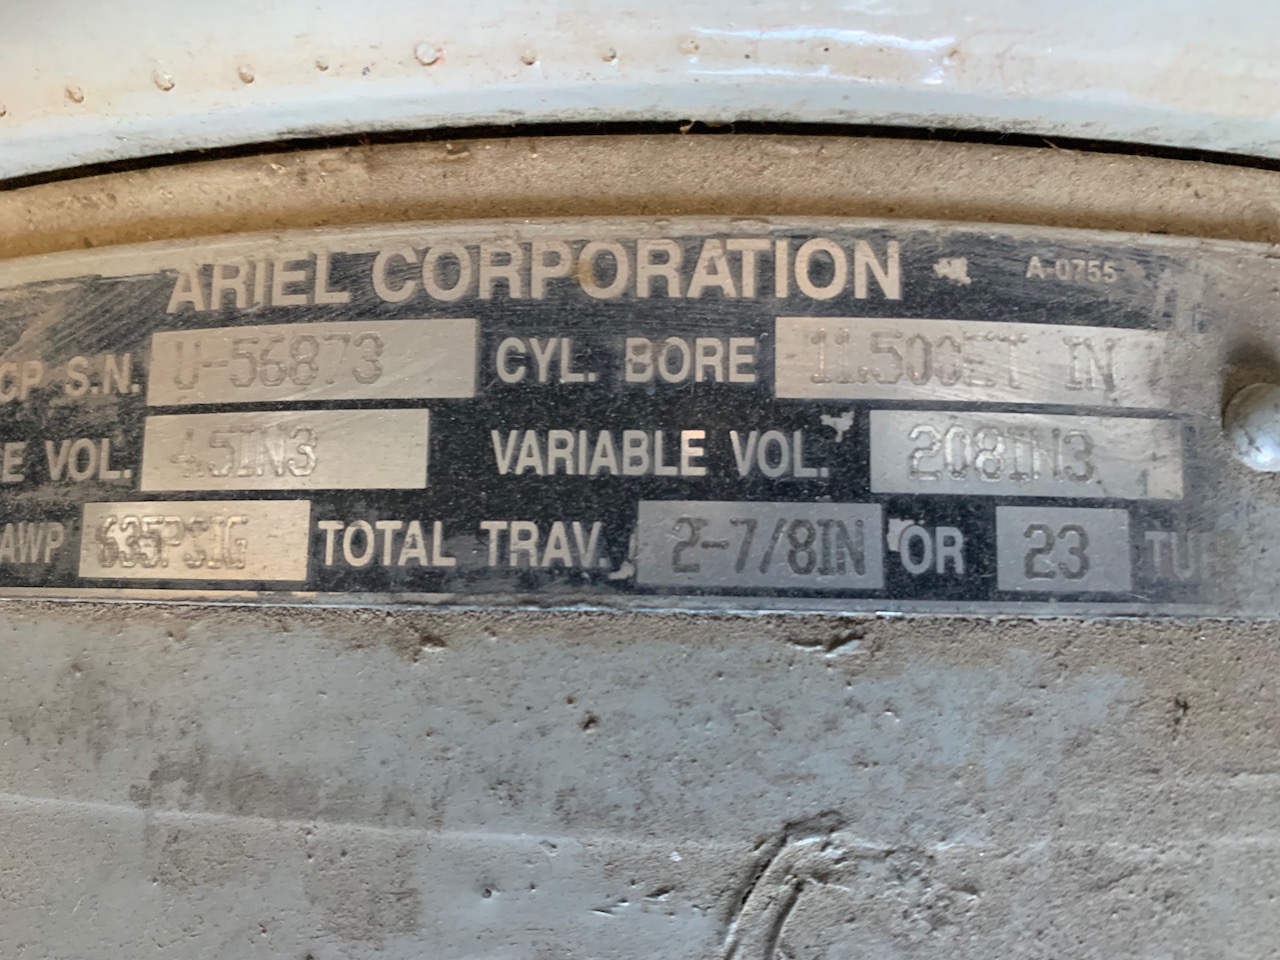 ARIEL CORPORATION A-0755
CP S.N. U-56873 CYL. BORE 11.500ET IN
E VOL. 45IN3 VARIABLE VOL. 208IN3
AWP 635PSIG TOTAL TRAV. 2-7/8IN OR 23 TU